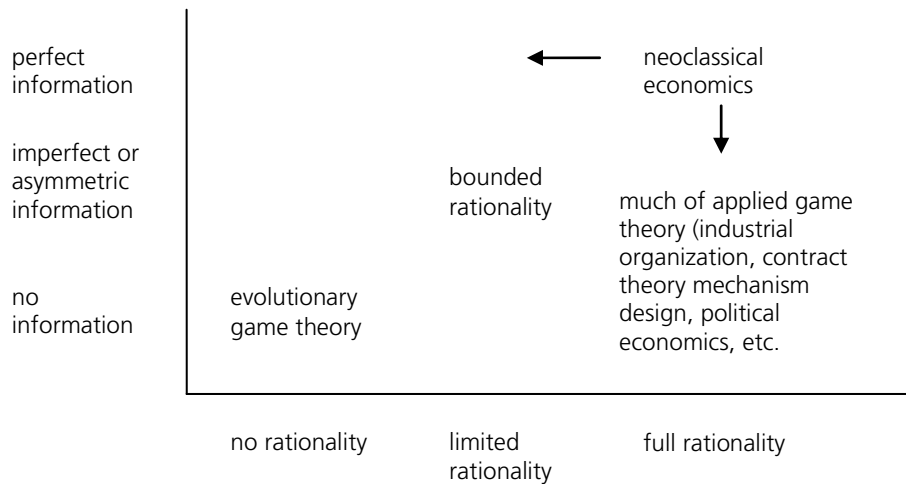 perfect
information
neoclassical
economics
imperfect or
asymmetric
information
bounded
rationality
much of applied game
theory (industrial
organization, contract
theory mechanism
design, political
economics, etc.
no
information
evolutionary
game theory
no rationality
limited
rationality
full rationality